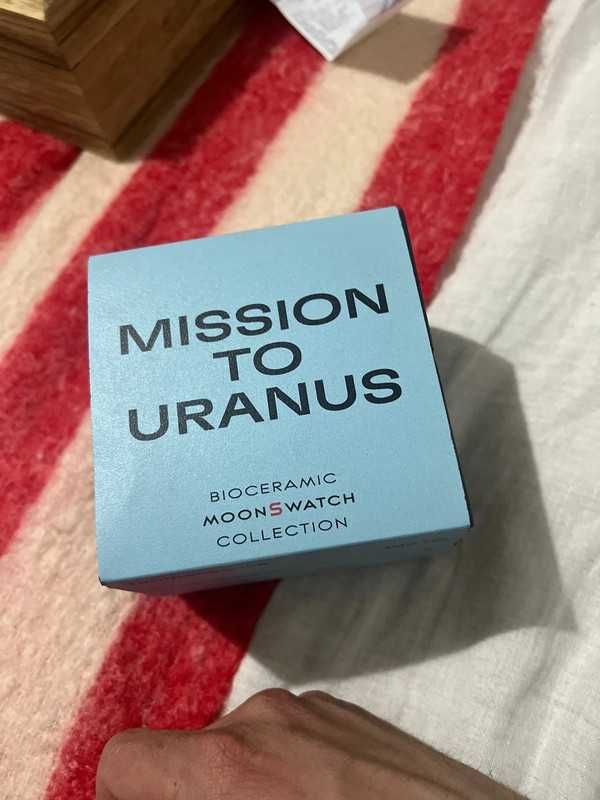 MISSION
TO
URANUS
BIOCERAMIC
MOONSWATCH
COLLECTION